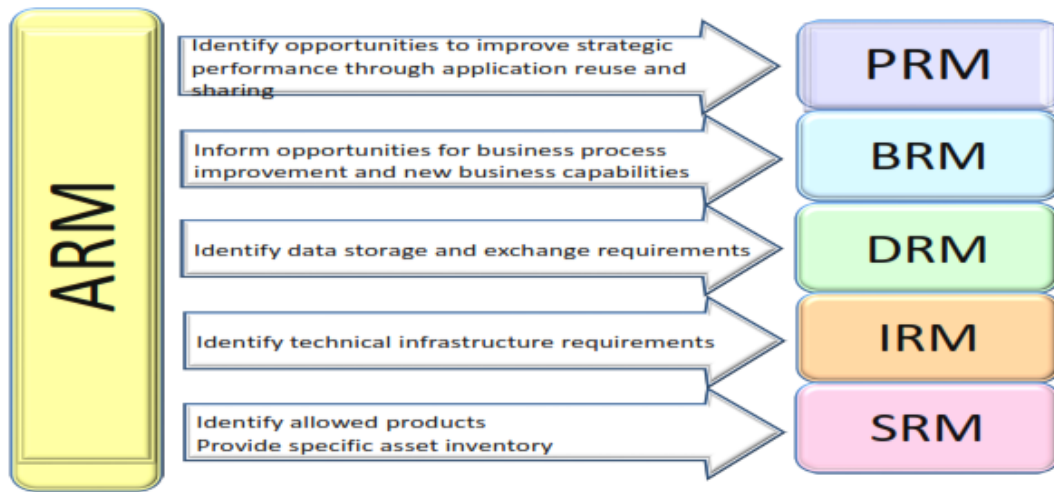 ARM
Identify opportunities to improve strategic
performance through application reuse and
sharing
PRM
Inform opportunities for business process
improvement and new business capabilities
BRM
Identify data storage and exchange requirements
DRM
Identify technical infrastructure requirements
IRM
Identify allowed products
Provide specific asset inventory
SRM